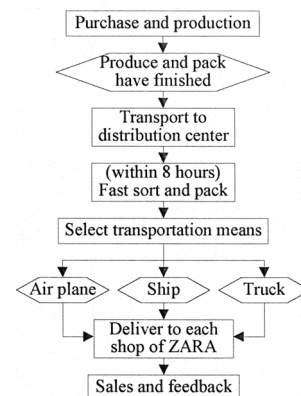 Purchase and production
Produce and pack
have finished
Transport to
distribution center
(within 8 hours)
Fast sort and pack
Select transportation means
Air plane
Ship
Truck
Deliver to each
shop of ZARA
Sales and feedback